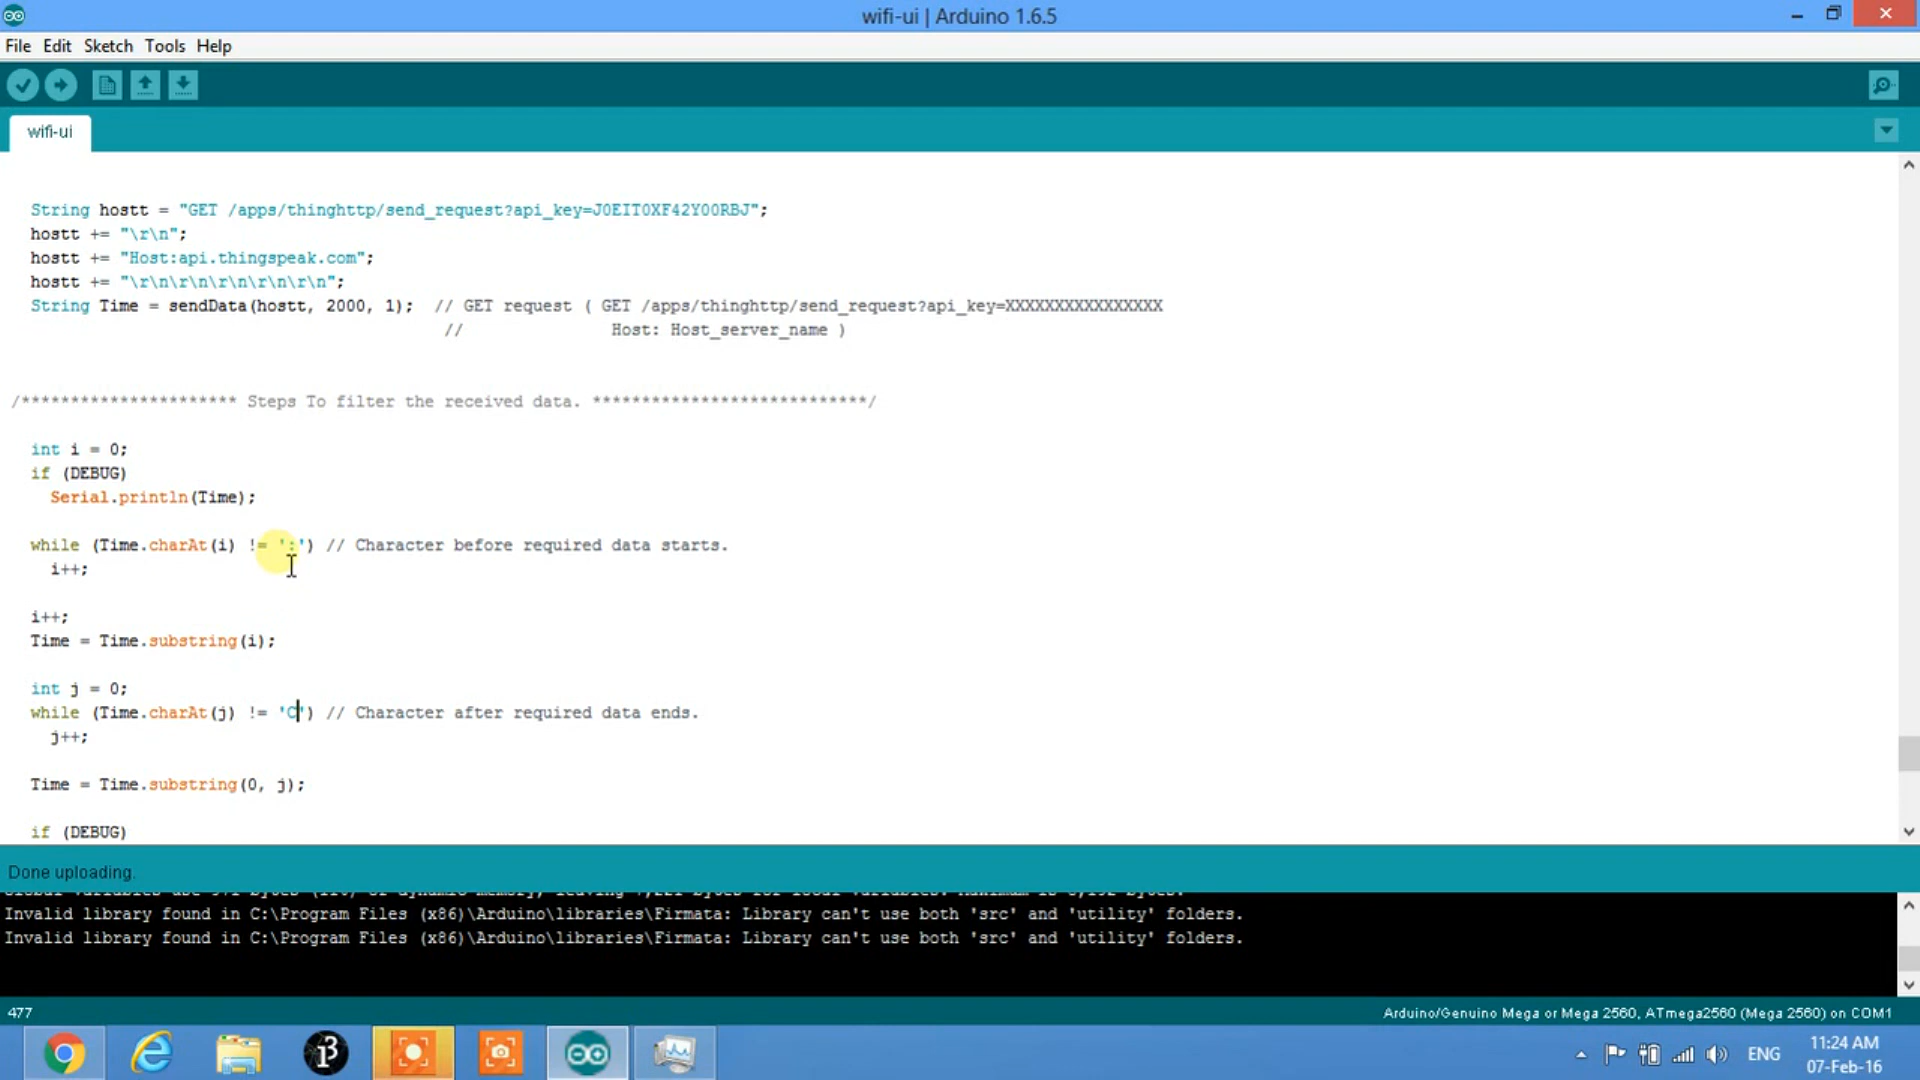 wifi-ui | Arduino 1.6.5
File Edit Sketch Tools Help
wifi-ui
String hostt = "GET /apps/thinghttp/send_request?api_key=J0EIT0XF42Y00RBJ";
hostt += "\r\n";
hostt += "Host:api.thingspeak.com";
hostt += "\r\n\r\n\r\n\r\n\r\n";
String Time = sendData(hostt, 2000, 1); // GET request ( GET /apps/thinghttp/send_request?api_key=XXXXXXXXXXXXXXXX
// Host: Host_server_name )
/********************** Steps To filter the received data. ****************************/
int i = 0;
if (DEBUG)
Serial.println(Time);
while (Time.charAt(i) != ':') // Character before required data starts.
i++;
i++;
Time = Time.substring(i);
int j = 0;
while (Time.charAt(j) != 'C') // Character after required data ends.
j++;
Time = Time.substring(0, j);
if (DEBUG)
Done uploading.
Invalid library found in C:\Program Files (x86)\Arduino\libraries\Firmata: Library can't use both 'src' and 'utility' folders.
Invalid library found in C:\Program Files (x86)\Arduino\libraries\Firmata: Library can't use both 'src' and 'utility' folders.
477
Arduino/Genuino Mega or Mega 2560, ATmega2560 (Mega 2560) on COM1
ENG
11:24 AM
07-Feb-16